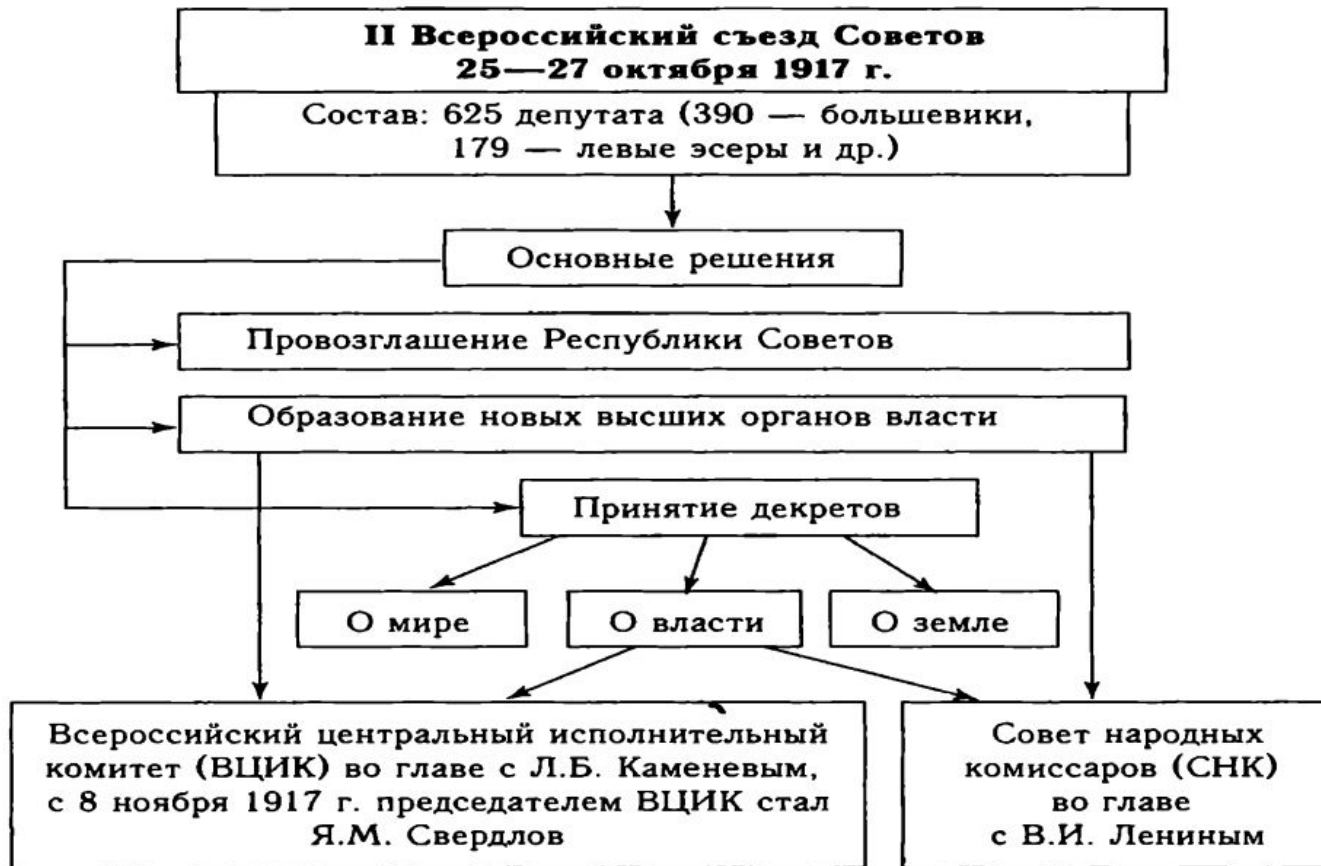 II Всероссийский съезд Советов
25—27 октября 1917 г.
Состав: 625 депутата (390 — большевики,
179 — левые эсеры и др.)
Основные решения
Провозглашение Республики Советов
Образование новых высших органов власти
Принятие декретов
О мире
О власти
О земле
Всероссийский центральный исполнительный
комитет (ВЦИК) во главе с Л.Б. Каменевым,
с 8 ноября 1917 г. председателем ВЦИК стал
Я.М. Свердлов
Совет народных
комиссаров (СНК)
во главе
с В.И. Лениным